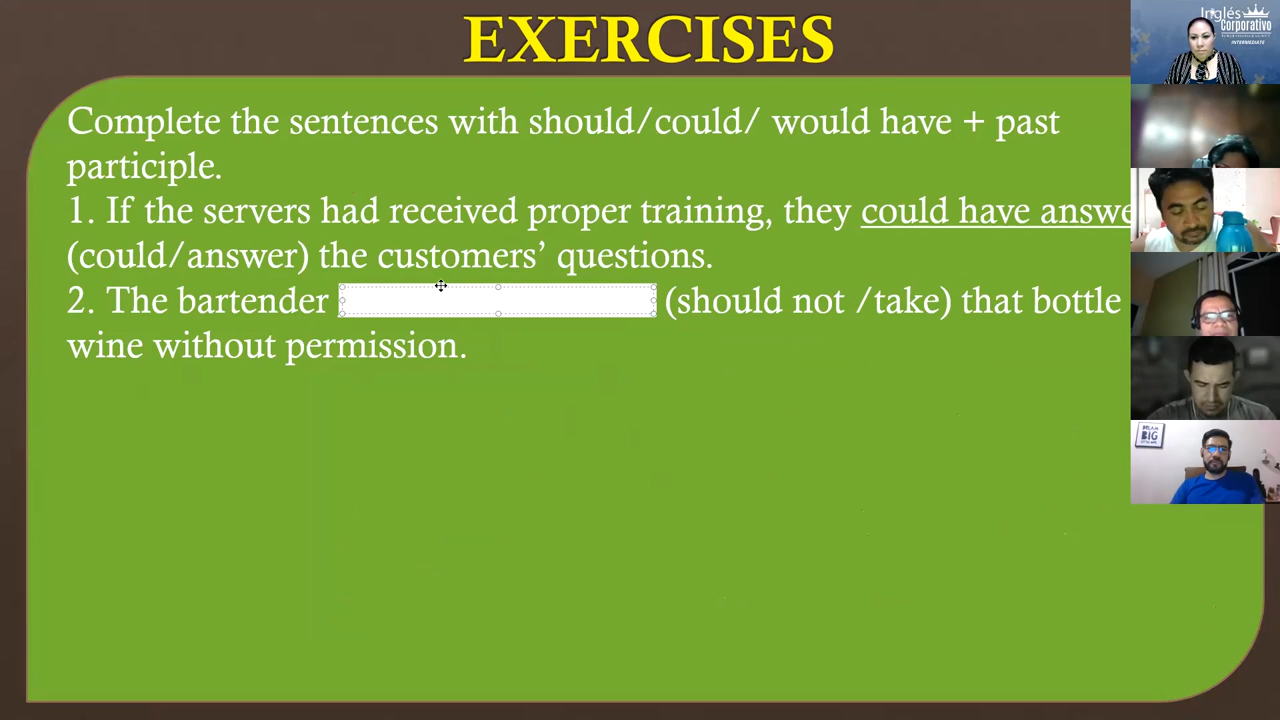 EXERCISES
Complete the sentences with should/could/ would have + past
participle.
1. If the servers had received proper training, they could have answe
(could/answer) the customers’ questions.
2. The bartender (should not /take) that bottle
wine without permission.
Inglés
Corporativo
INTERMEDIATE
DREAM
BIG